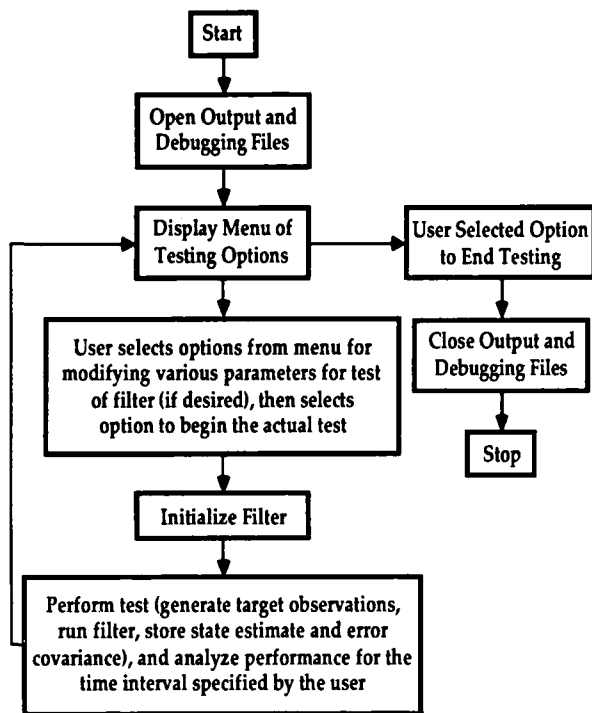 Start
Open Output and
Debugging Files
Display Menu of
Testing Options
User Selected Option
to End Testing
User selects options from menu for
modifying various parameters for test
of filter (if desired), then selects
option to begin the actual test
Close Output and
Debugging Files
Stop
Initialize Filter
Perform test (generate target observations,
run filter, store state estimate and error
covariance), and analyze performance for the
time interval specified by the user